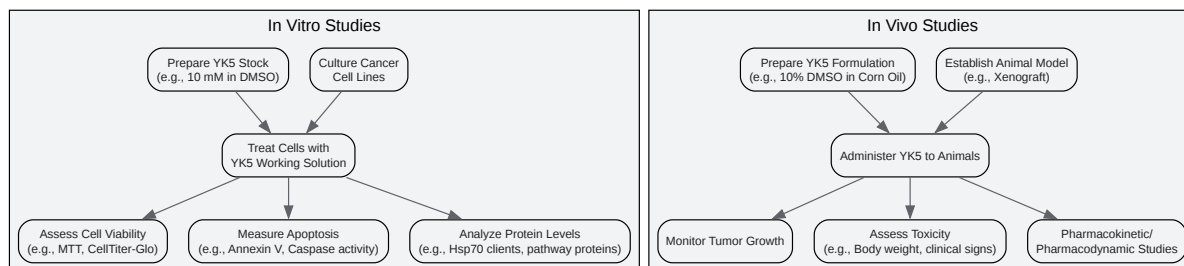 In Vitro Studies
Prepare YK5 Stock
(e.g., 10 mM in DMSO)
Culture Cancer
Cell Lines
Treat Cells with
YK5 Working Solution
Assess Cell Viability
(e.g., MTT, CellTiter-Glo)
Measure Apoptosis
(e.g., Annexin V, Caspase activity)
Analyze Protein Levels
(e.g., Hsp70 clients, pathway proteins)
In Vivo Studies
Prepare YK5 Formulation
(e.g., 10% DMSO in Corn Oil)
Establish Animal Model
(e.g., Xenograft)
Administer YK5 to Animals
Monitor Tumor Growth
Assess Toxicity
(e.g., Body weight, clinical signs)
Pharmacokinetic/
Pharmacodynamic Studies